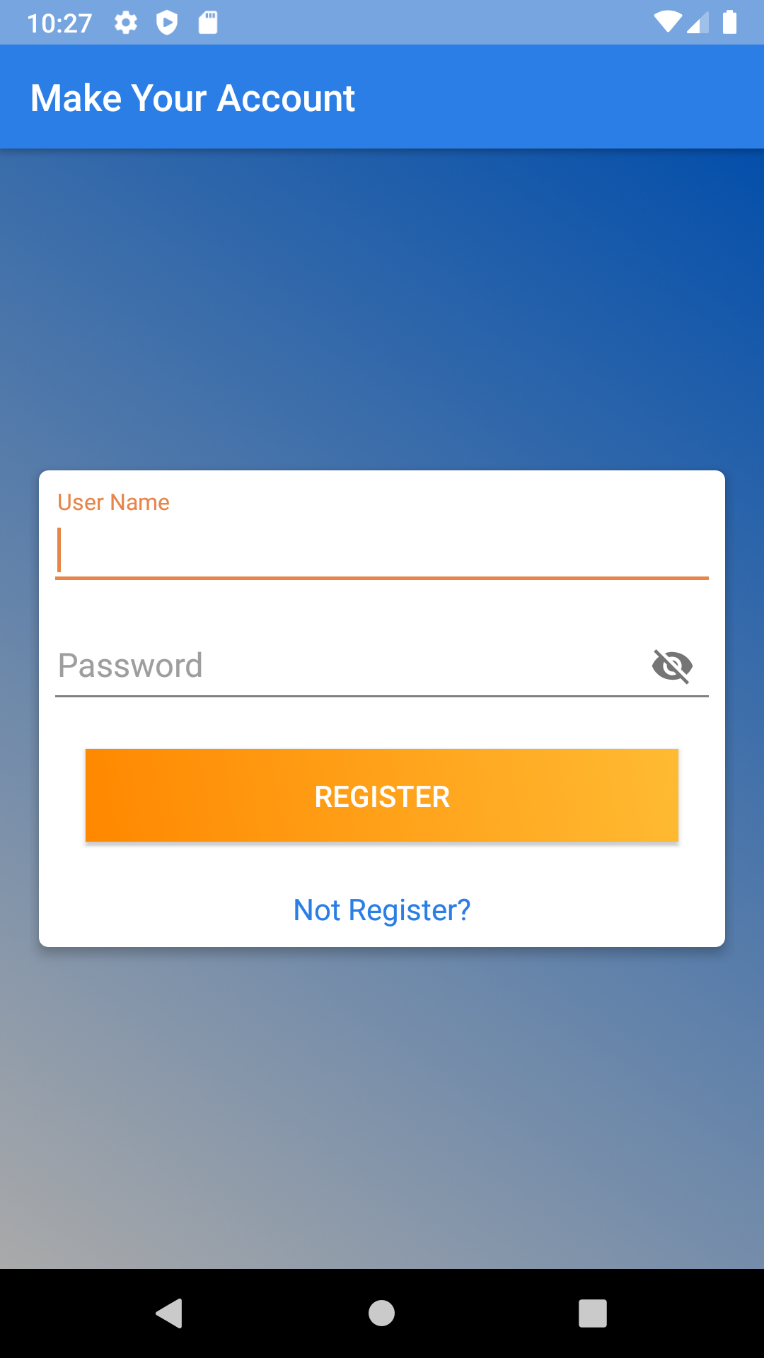 10:27
Make Your Account
User Name
Password
REGISTER
Not Register?